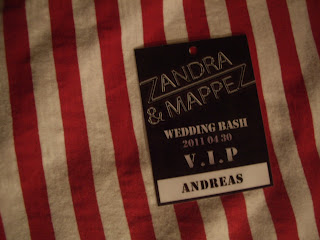 ZANDRA
& MAPPEZ
WEDDING BASH
2011 04 30
V.I.P
ANDREAS